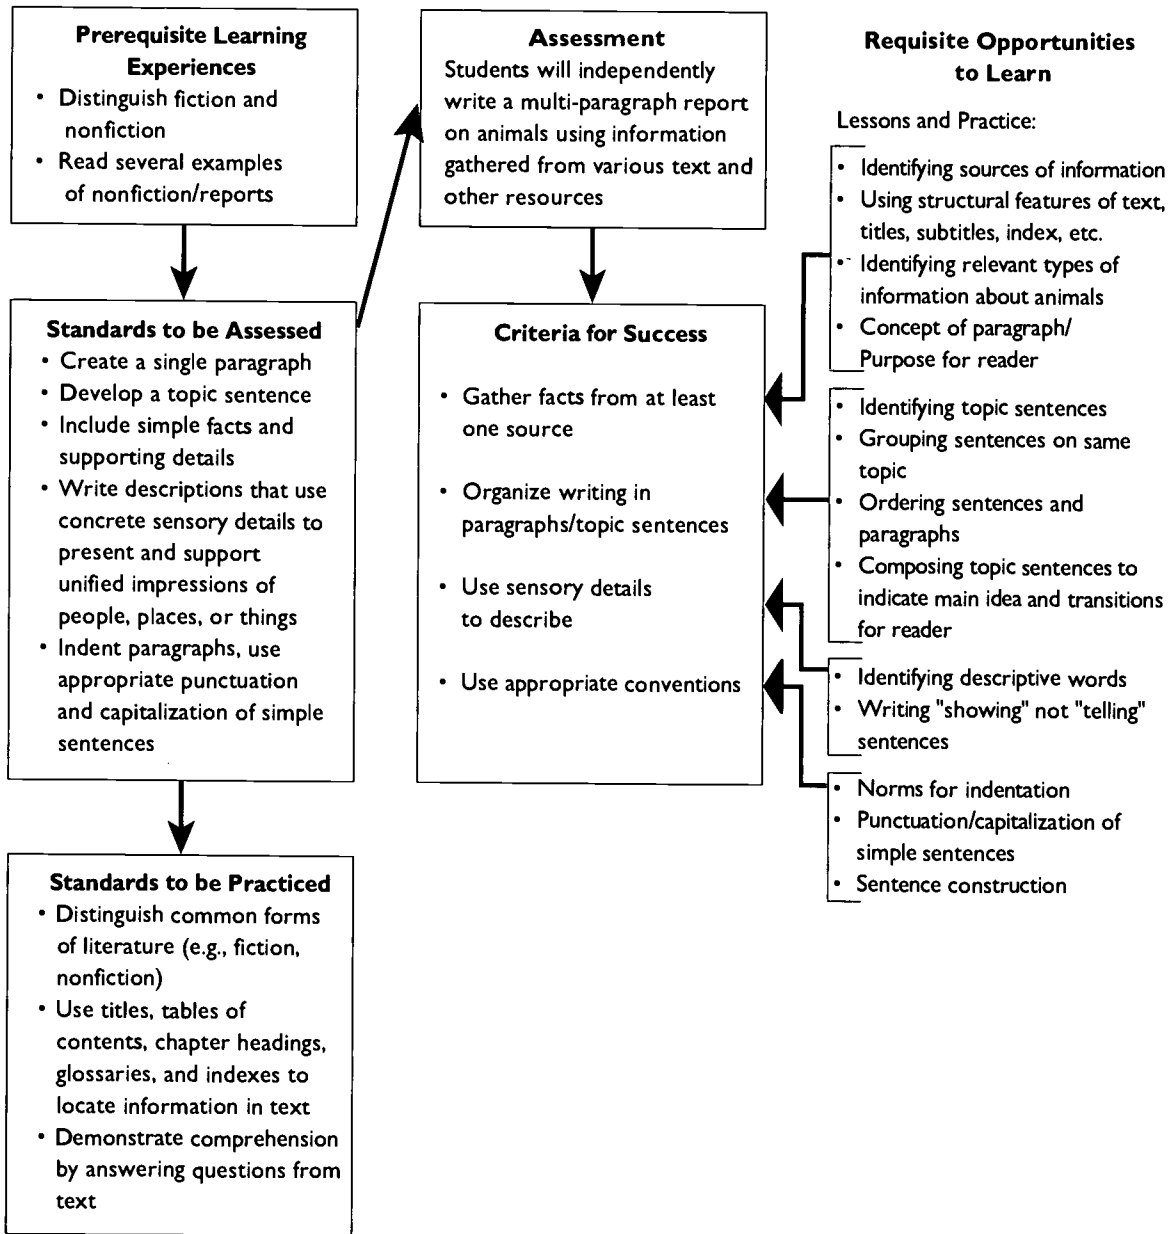 Prerequisite Learning
Experiences
• Distinguish fiction and
nonfiction
• Read several examples
of nonfiction/reports
Standards to be Assessed
• Create a single paragraph
• Develop a topic sentence
• Include simple facts and
supporting details
• Write descriptions that use
concrete sensory details to
present and support
unified impressions of
people, places, or things
• Indent paragraphs, use
appropriate punctuation
and capitalization of simple
sentences
Standards to be Practiced
• Distinguish common forms
of literature (e.g., fiction,
nonfiction)
• Use titles, tables of
contents, chapter headings,
glossaries, and indexes to
locate information in text
• Demonstrate comprehension
by answering questions from
text
Assessment
Students will independently
write a multi-paragraph report
on animals using information
gathered from various text and
other resources
Criteria for Success
• Gather facts from at least
one source
• Organize writing in
paragraphs/topic sentences
• Use sensory details
to describe
• Use appropriate conventions
Requisite Opportunities
to Learn
Lessons and Practice:
• Identifying sources of information
• Using structural features of text,
titles, subtitles, index, etc.
• Identifying relevant types of
information about animals
• Concept of paragraph/
Purpose for reader
• Identifying topic sentences
• Grouping sentences on same
topic
• Ordering sentences and
paragraphs
• Composing topic sentences to
indicate main idea and transitions
for reader
• Identifying descriptive words
• Writing "showing" not "telling"
sentences
• Norms for indentation
• Punctuation/capitalization of
simple sentences
• Sentence construction